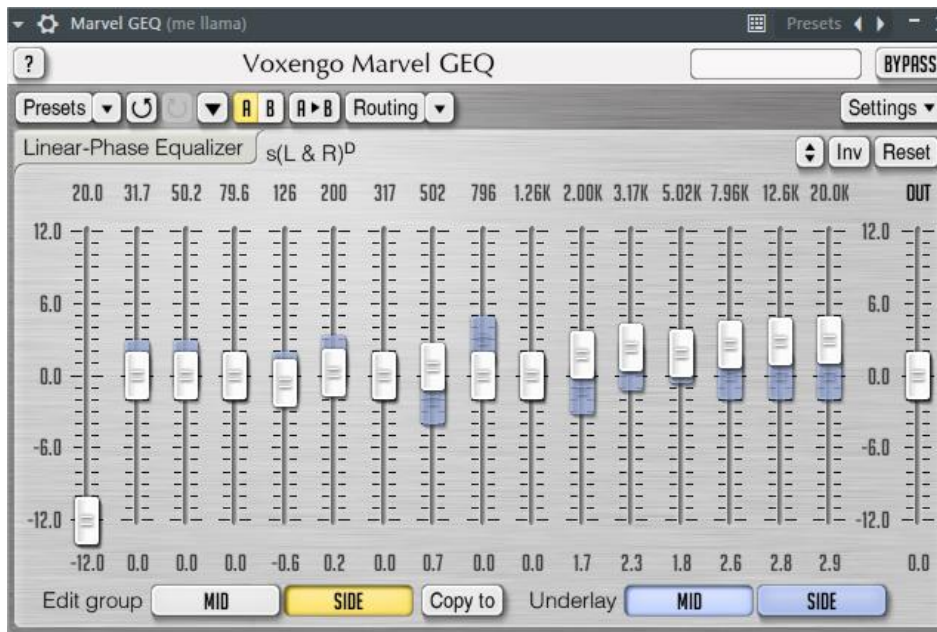 Marvel GEQ (me llama) Presets
? Voxengo Marvel GEQ BYPASS
Presets A B A▸B Routing Settings
Linear-Phase Equalizer s(L & R)ᴰ Inv Reset
20.0 31.7 50.2 79.6 126 200 317 502 796 1.26K 2.00K 3.17K 5.02K 7.96K 12.6K 20.0K OUT
12.0 12.0
6.0 6.0
0.0 0.0
-6.0 -6.0
-12.0 -12.0
-12.0 0.0 0.0 0.0 -0.6 0.2 0.0 0.7 0.0 0.0 1.7 2.3 1.8 2.6 2.8 2.9 0.0
Edit group MID SIDE Copy to Underlay MID SIDE